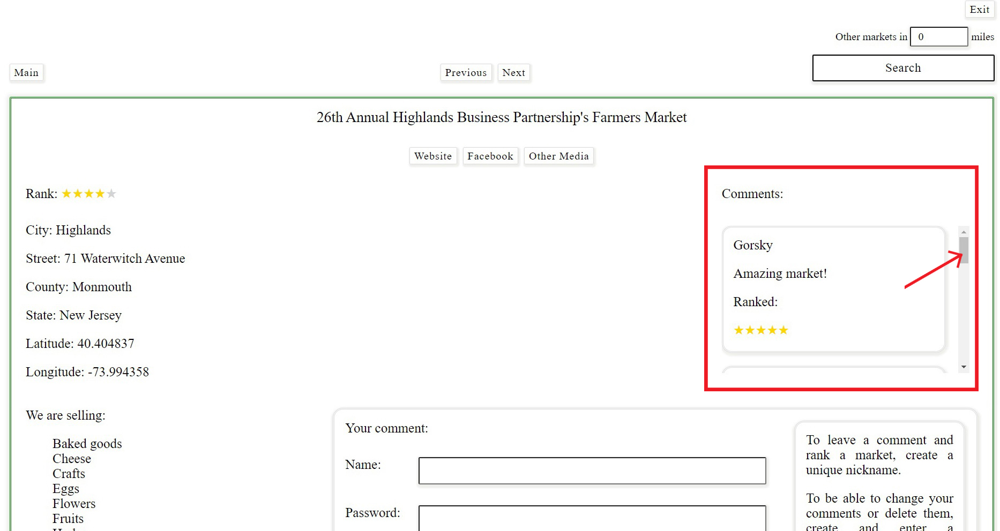 Exit
Other markets in 0 miles
Search
Main
Previous Next
26th Annual Highlands Business Partnership's Farmers Market
Website Facebook Other Media
Rank:
City: Highlands
Street: 71 Waterwitch Avenue
County: Monmouth
State: New Jersey
Latitude: 40.404837
Longitude: -73.994358
Comments:
Gorsky
Amazing market!
Ranked:
We are selling:
Baked goods
Cheese
Crafts
Eggs
Flowers
Fruits
Your comment:
Name:
Password:
To leave a comment and
rank a market, create a
unique nickname.
To be able to change your
comments or delete them,
create and enter a